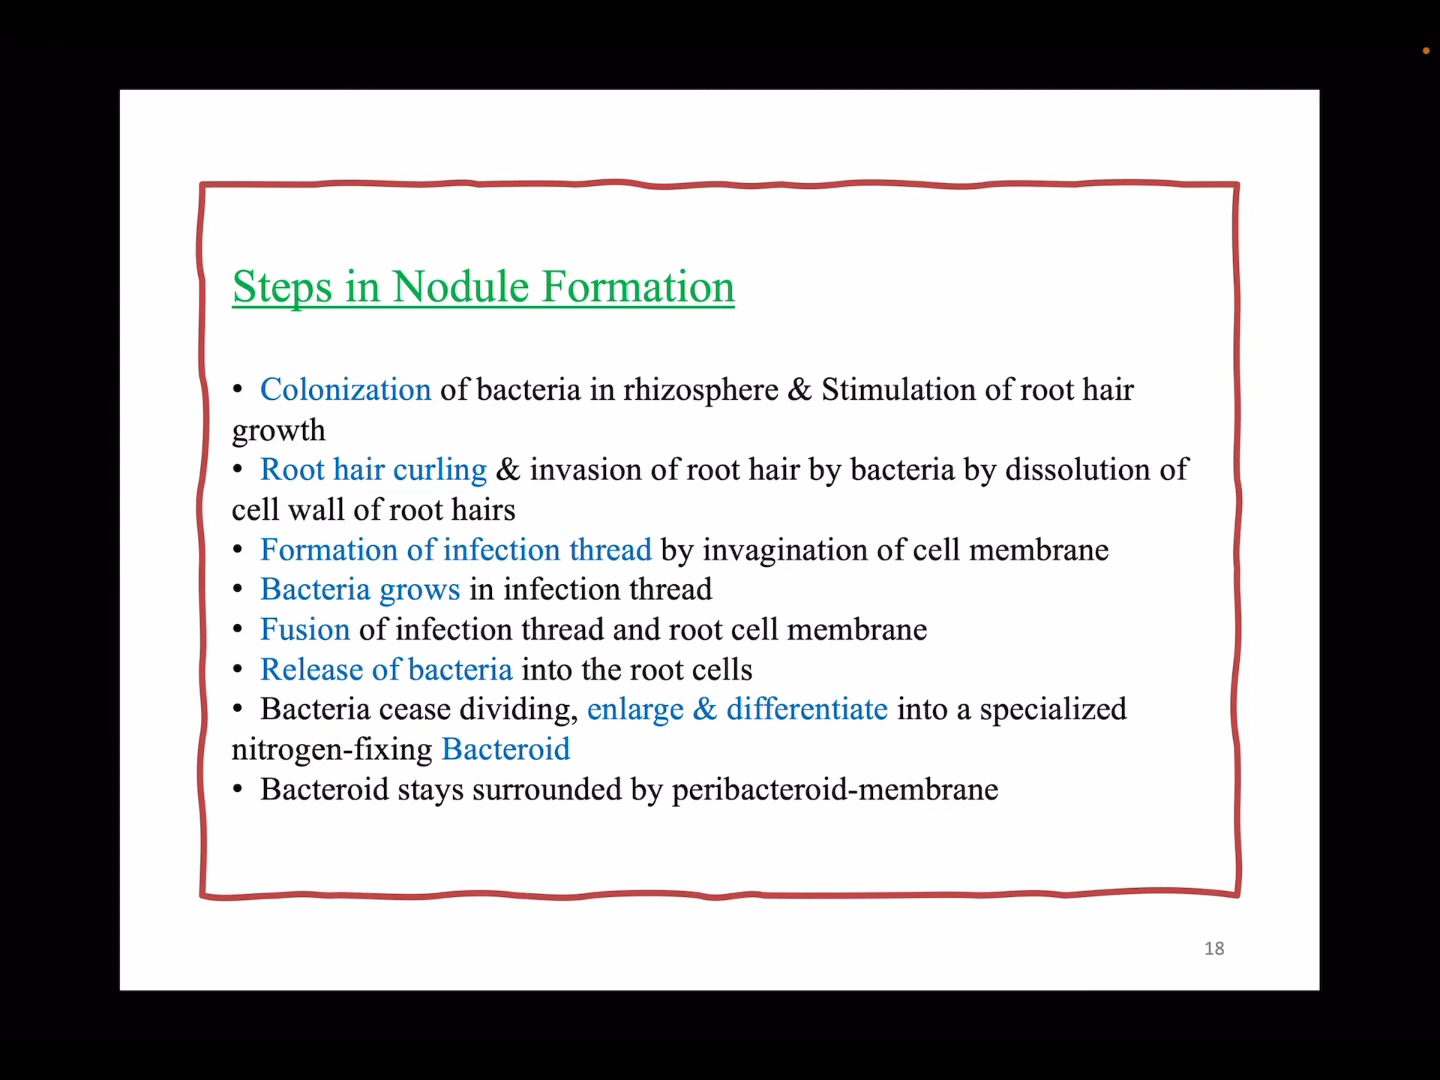 Steps in Nodule Formation
• Colonization of bacteria in rhizosphere & Stimulation of root hair
growth
• Root hair curling & invasion of root hair by bacteria by dissolution of
cell wall of root hairs
• Formation of infection thread by invagination of cell membrane
• Bacteria grows in infection thread
• Fusion of infection thread and root cell membrane
• Release of bacteria into the root cells
• Bacteria cease dividing, enlarge & differentiate into a specialized
nitrogen-fixing Bacteroid
• Bacteroid stays surrounded by peribacteroid-membrane
18